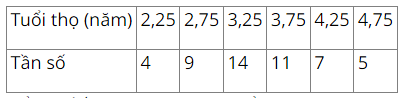 Tuổi thọ (năm) 2,25 2,75 3,25 3,75 4,25 4,75
Tần số 4 9 14 11 7 5